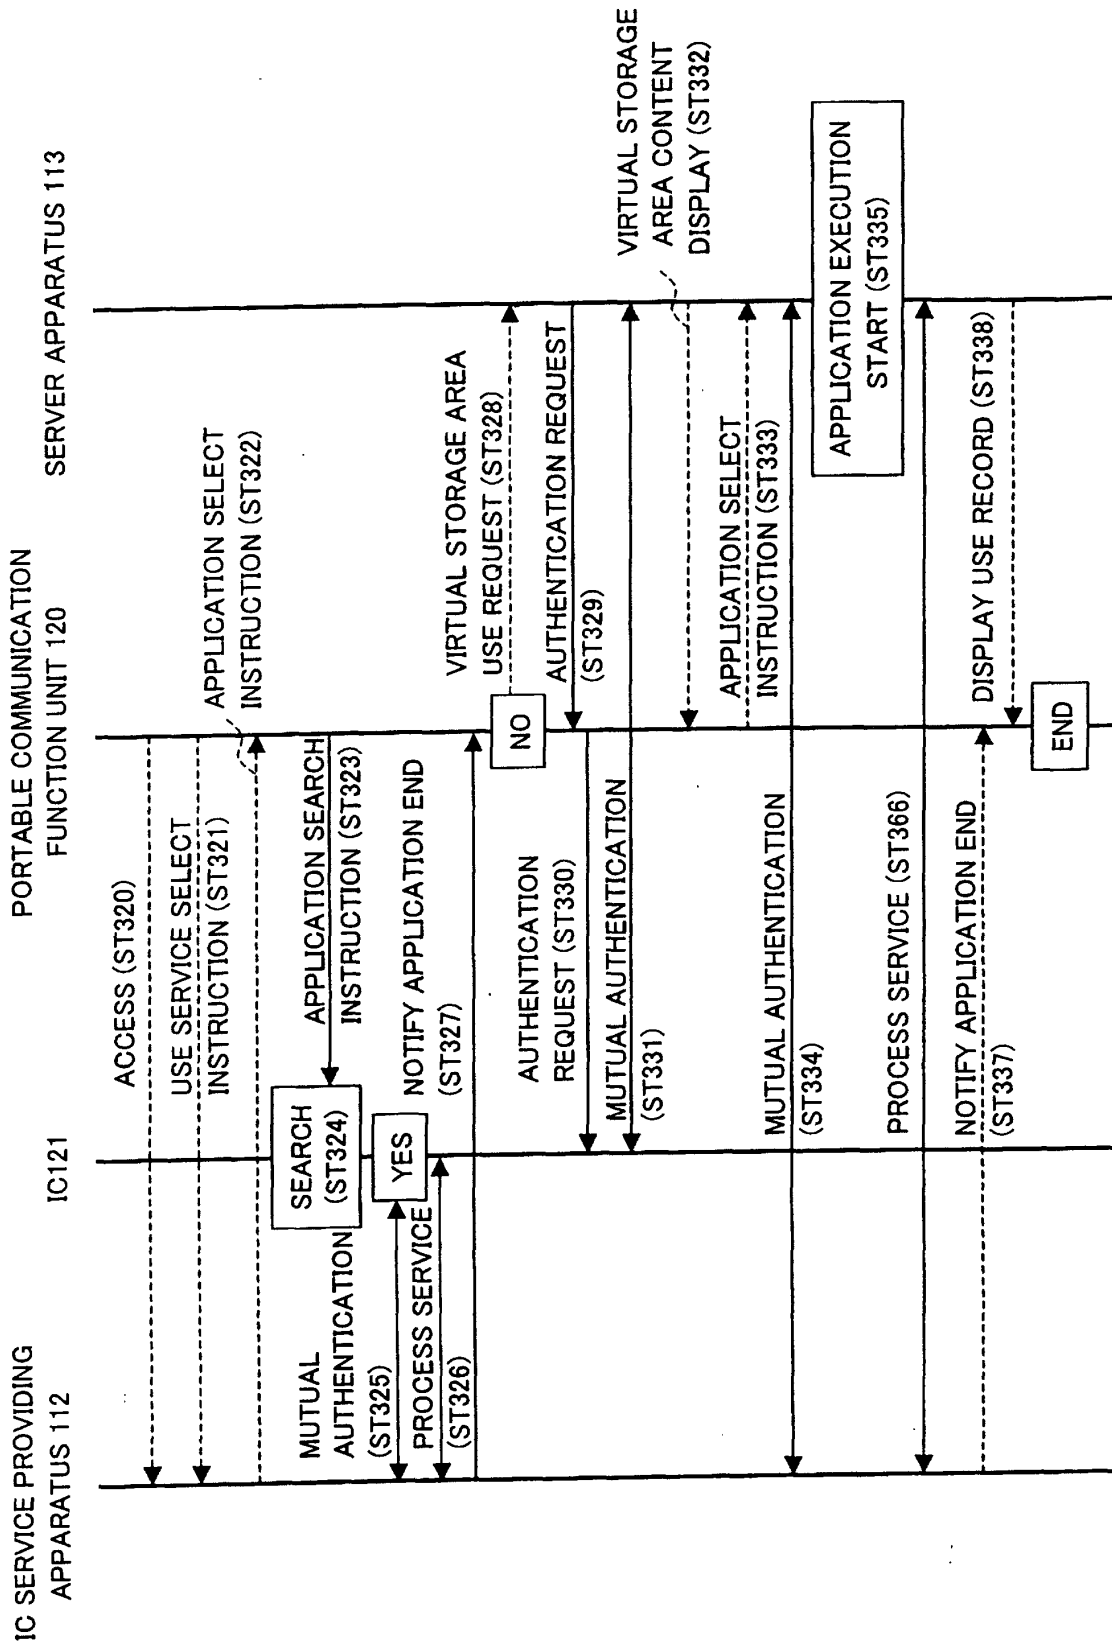 IC SERVICE PROVIDING
APPARATUS 112
IC121
PORTABLE COMMUNICATION
FUNCTION UNIT 120
SERVER APPARATUS 113
ACCESS (ST320)
USE SERVICE SELECT
INSTRUCTION (ST321)
APPLICATION SELECT
INSTRUCTION (ST322)
APPLICATION SEARCH
INSTRUCTION (ST323)
SEARCH
(ST324)
MUTUAL
AUTHENTICATION
(ST325)
YES
PROCESS SERVICE
(ST326)
NOTIFY APPLICATION END
(ST327)
NO
VIRTUAL STORAGE AREA
USE REQUEST (ST328)
AUTHENTICATION REQUEST
(ST329)
AUTHENTICATION
REQUEST (ST330)
MUTUAL AUTHENTICATION
(ST331)
VIRTUAL STORAGE
AREA CONTENT
DISPLAY (ST332)
APPLICATION SELECT
INSTRUCTION (ST333)
MUTUAL AUTHENTICATION
(ST334)
APPLICATION EXECUTION
START (ST335)
PROCESS SERVICE (ST366)
NOTIFY APPLICATION END
(ST337)
DISPLAY USE RECORD (ST338)
END